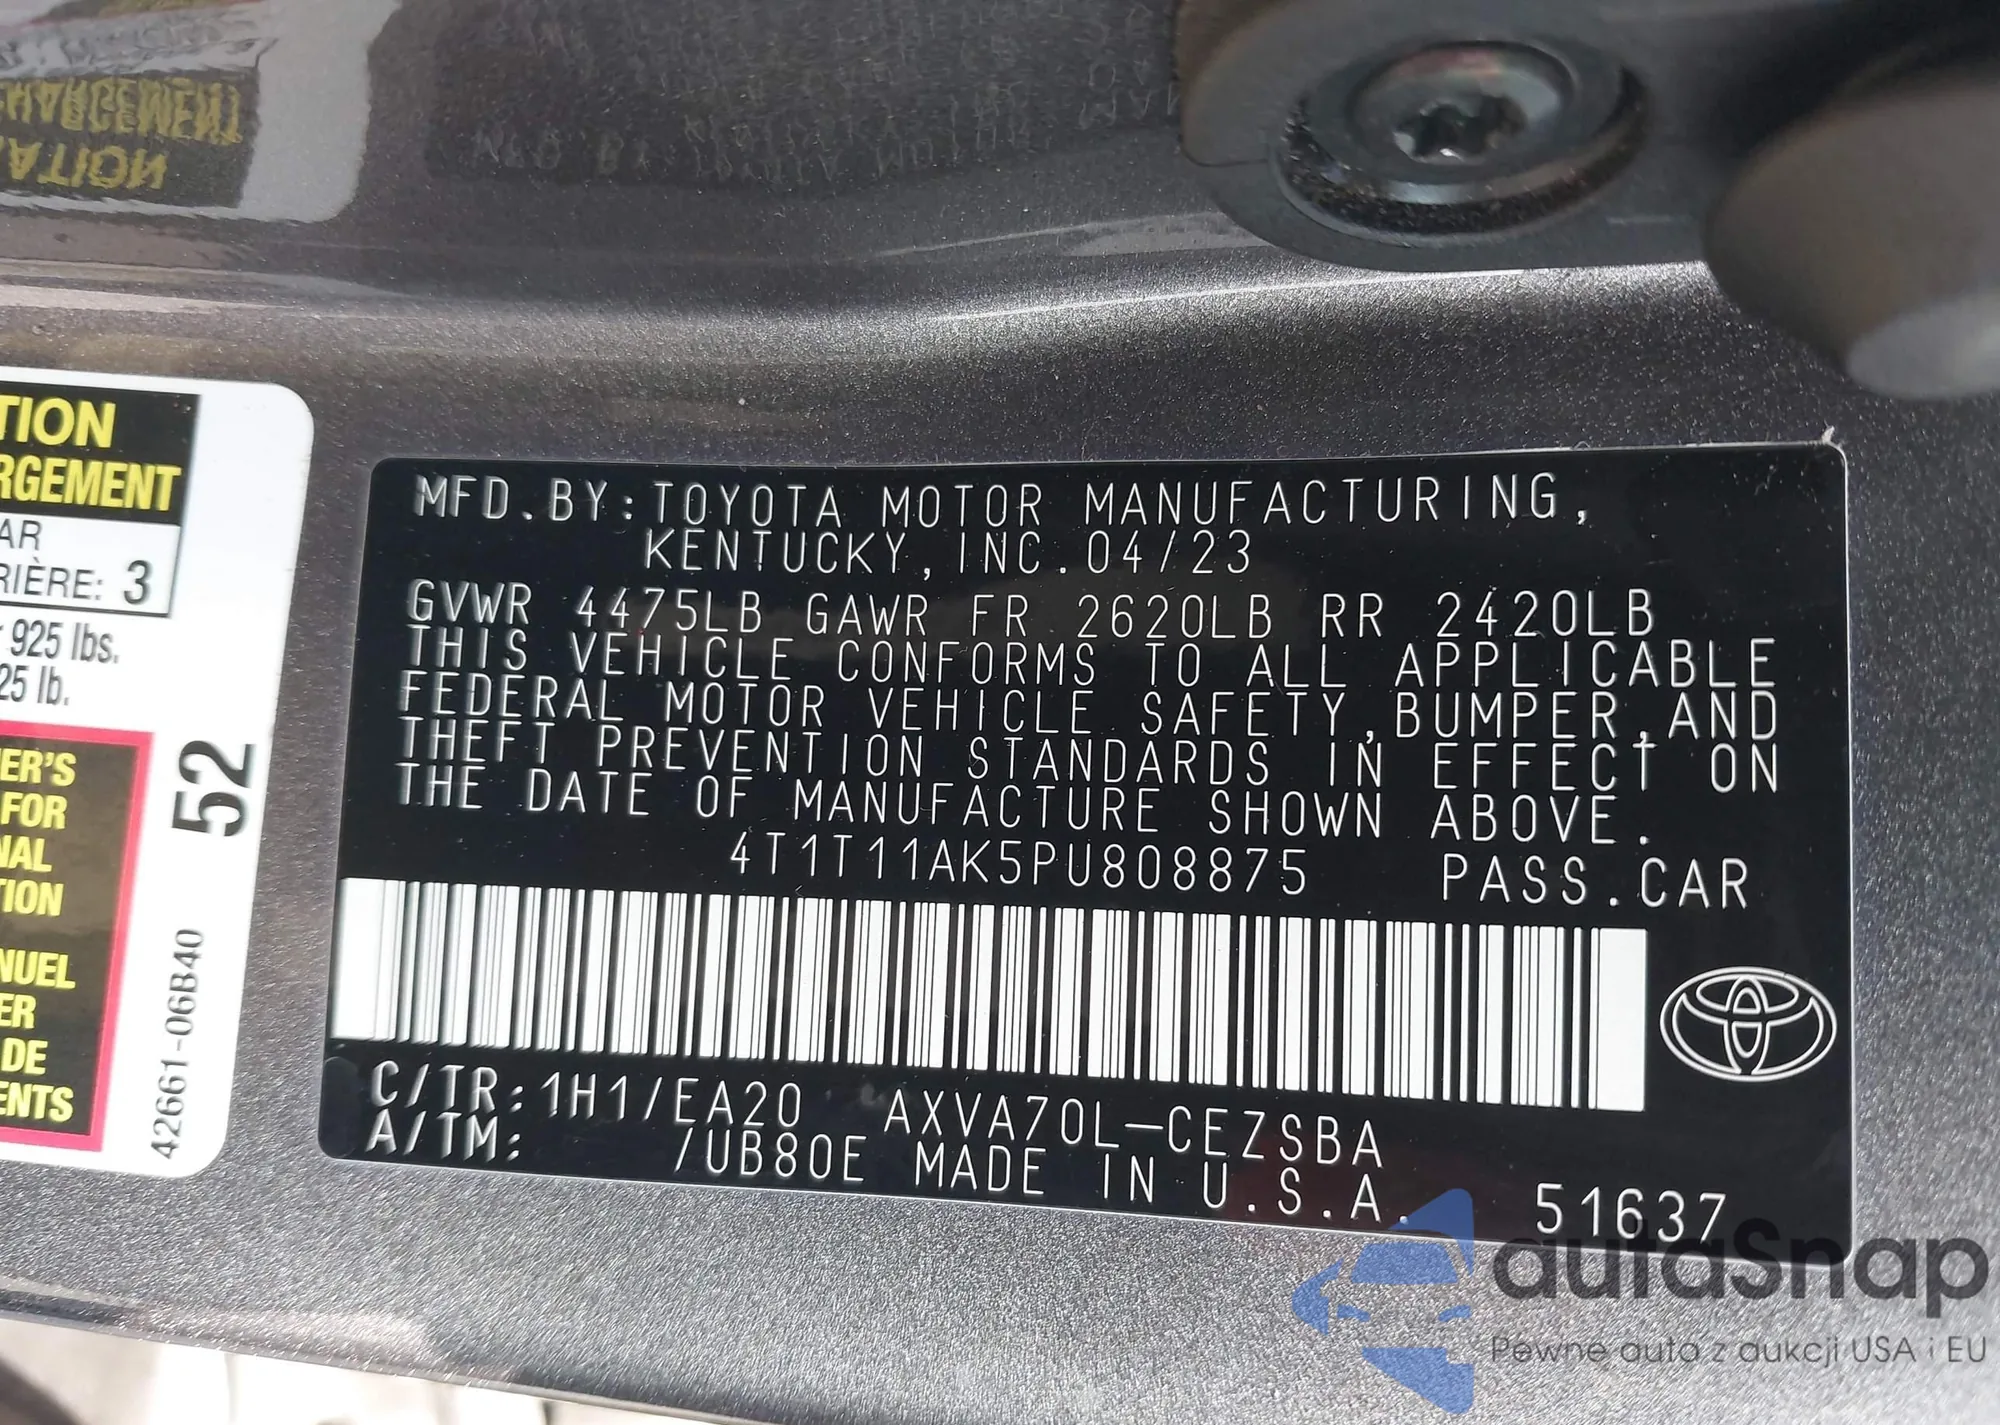 TION
RGEMENT
AR
RIÈRE: 3
925 lbs.
25 lb.
ER'S
FOR
NAL
TION
NUEL
ER
DE
ENTS
52
42661-06B40
MFD.BY:TOYOTA MOTOR MANUFACTURING,
KENTUCKY,INC.04/23
GVWR 4475LB GAWR FR 2620LB RR 2420LB
THIS VEHICLE CONFORMS TO ALL APPLICABLE
FEDERAL MOTOR VEHICLE SAFETY,BUMPER,AND
THEFT PREVENTION STANDARDS IN EFFECT ON
THE DATE OF MANUFACTURE SHOWN ABOVE.
4T1T11AK5PU808875 PASS.CAR
C/TR:1H1/EA20 AXVA70L-CEZSBA
A/TM: /UB80E MADE IN U.S.A. 51637
autaSnap
Pewne auta z aukcji USA i EU